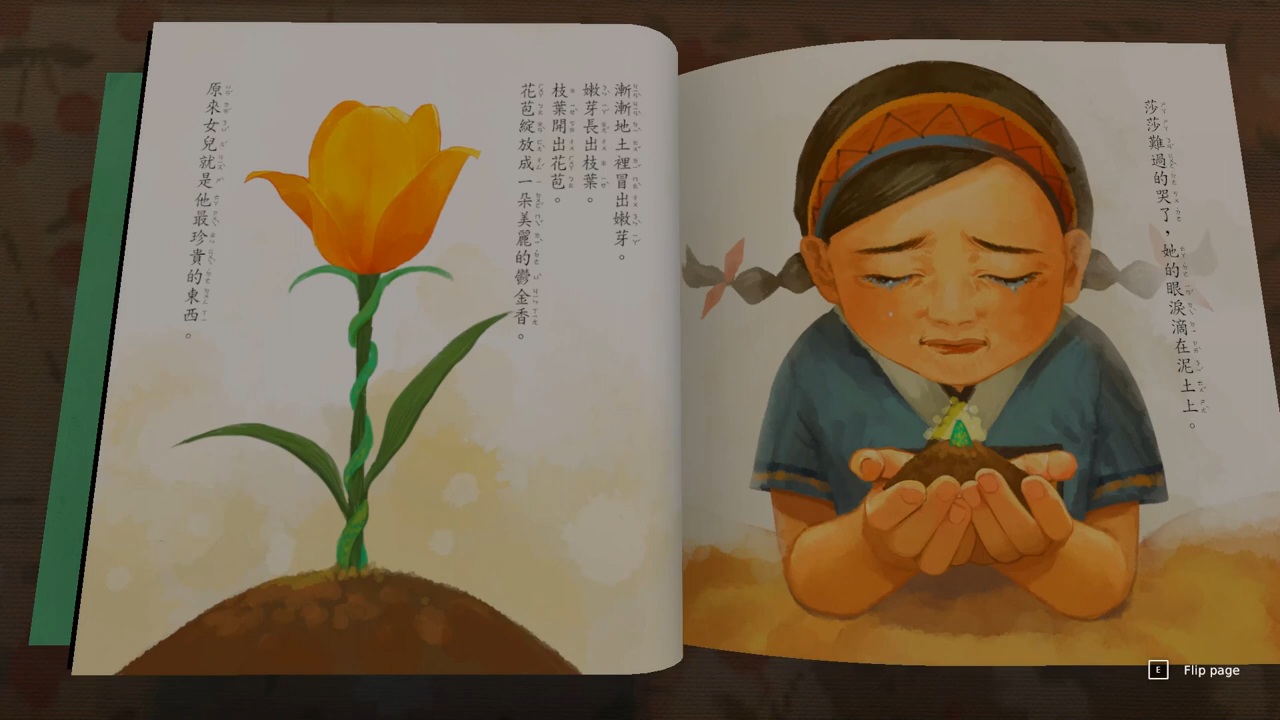 莎莎難過的哭了，她的眼淚滴在泥土上。
漸漸地土裡冒出嫩芽。
嫩芽長出枝葉。
枝葉開出花苞。
花苞綻放成一朵美麗的鬱金香。
原來女兒就是他最珍貴的東西。
E Flip page